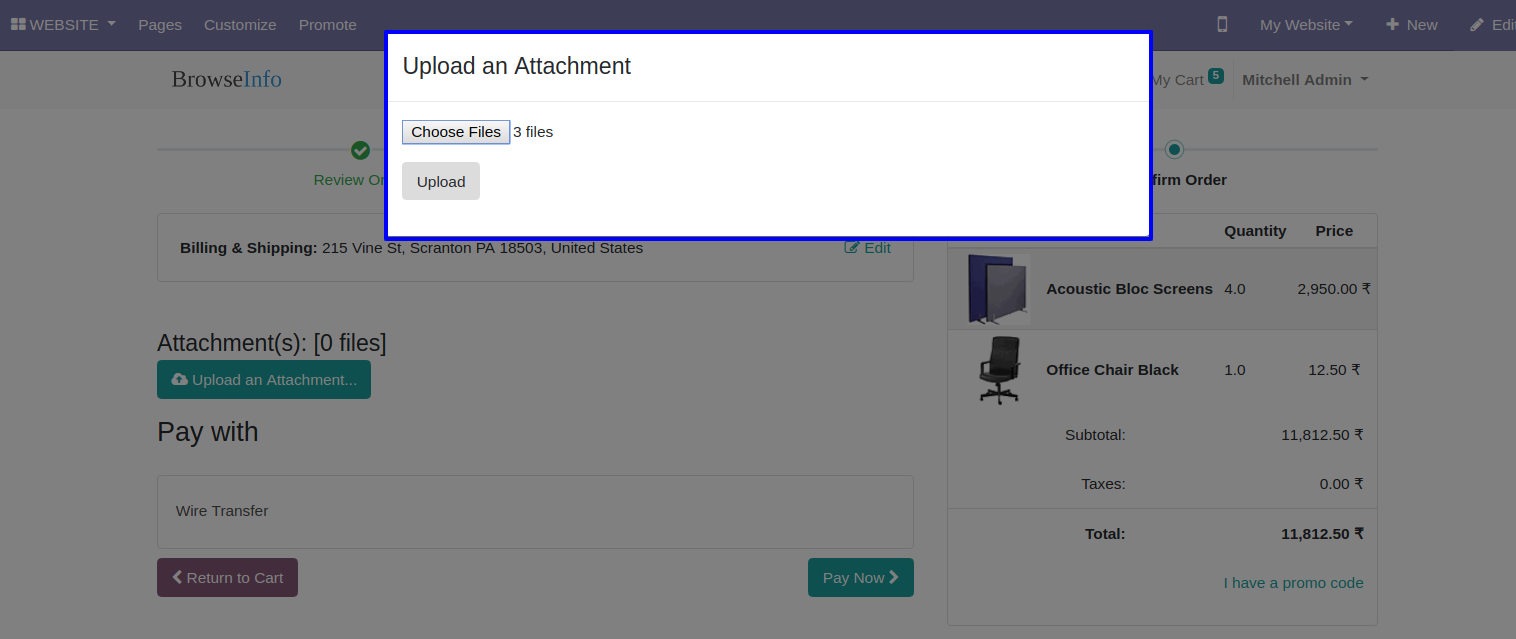 WEBSITE Pages Customize Promote My Website New Edit
Upload an Attachment
BrowseInfo My Cart 5 Mitchell Admin
Choose Files 3 files
Upload
Review Or
firm Order
Billing & Shipping: 215 Vine St, Scranton PA 18503, United States Edit
Quantity Price
Acoustic Bloc Screens 4.0 2,950.00 ₹
Attachment(s): [0 files]
Upload an Attachment...
Office Chair Black 1.0 12.50 ₹
Pay with
Subtotal: 11,812.50 ₹
Taxes: 0.00 ₹
Wire Transfer
Total: 11,812.50 ₹
Return to Cart Pay Now
I have a promo code